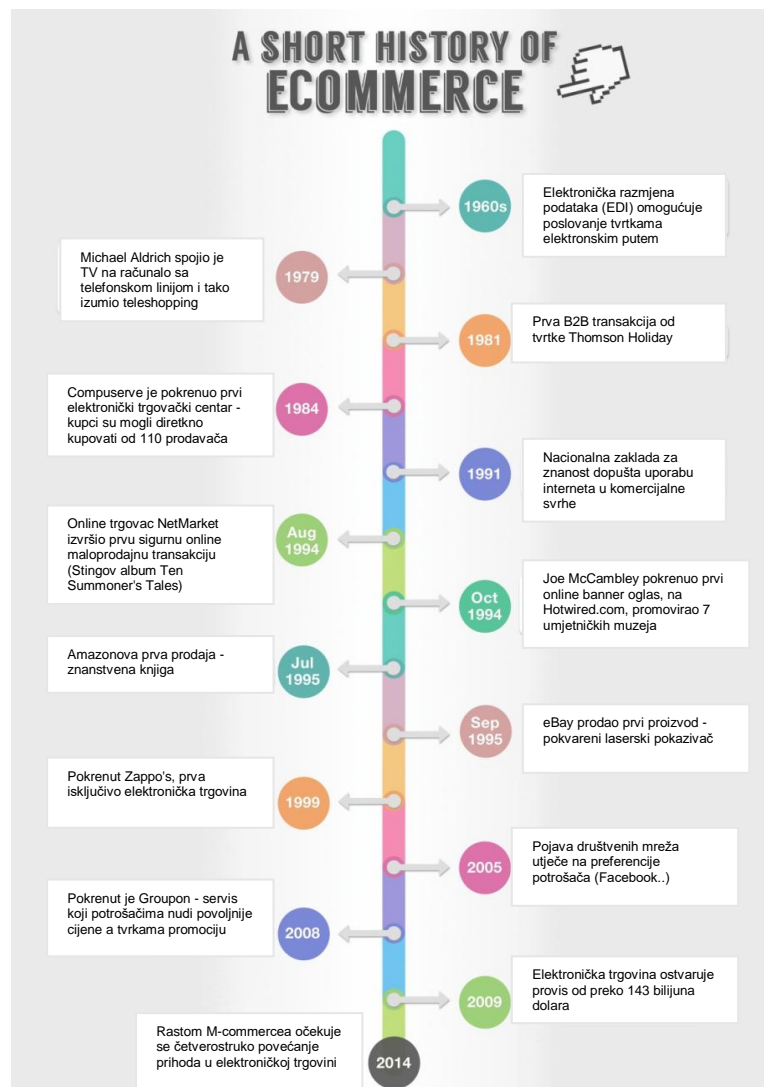 A SHORT HISTORY OF
ECOMMERCE
1960s
Elektronička razmjena
podataka (EDI) omogućuje
poslovanje tvrtkama
elektronskim putem
Michael Aldrich spojio je
TV na računalo sa
telefonskom linijom i tako
izumio teleshopping
1979
1981
Prva B2B transakcija od
tvrtke Thomson Holiday
Compuserve je pokrenuo prvi
elektronički trgovački centar -
kupci su mogli diretkno
kupovati od 110 prodavača
1984
1991
Nacionalna zaklada za
znanost dopušta uporabu
interneta u komercijalne
svrhe
Online trgovac NetMarket
izvršio prvu sigurnu online
maloprodajnu transakciju
(Stingov album Ten
Summoner's Tales)
Aug
1994
Oct
1994
Joe McCambley pokrenuo prvi
online banner oglas, na
Hotwired.com, promovirao 7
umjetničkih muzeja
Amazonova prva prodaja -
znanstvena knjiga
Jul
1995
Sep
1995
eBay prodao prvi proizvod -
pokvareni laserski pokazivač
Pokrenut Zappo's, prva
isključivo elektronička trgovina
1999
2005
Pojava društvenih mreža
utječe na preferencije
potrošača (Facebook..)
Pokrenut je Groupon - servis
koji potrošačima nudi povoljnije
cijene a tvrkama promociju
2008
2009
Elektronička trgovina ostvaruje
provis od preko 143 bilijuna
dolara
Rastom M-commercea očekuje
se četverostruko povećanje
prihoda u elektroničkoj trgovini
2014